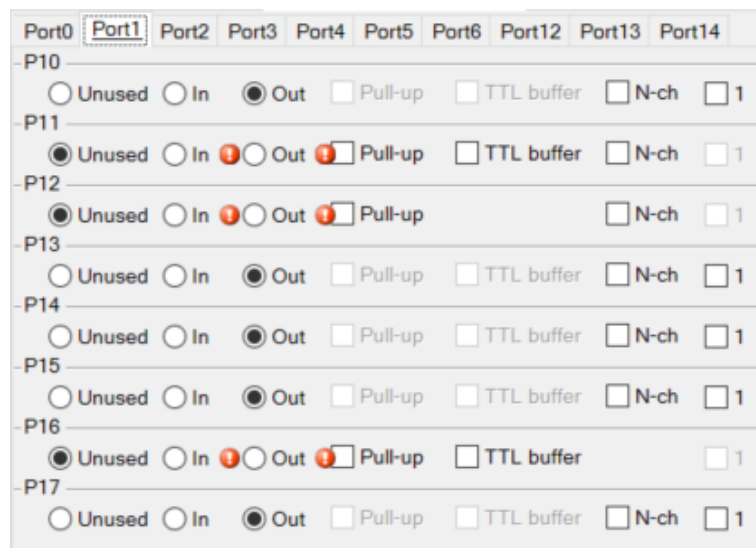 Port0 Port1 Port2 Port3 Port4 Port5 Port6 Port12 Port13 Port14
P10
Unused In Out Pull-up TTL buffer N-ch 1
P11
Unused In Out Pull-up TTL buffer N-ch 1
P12
Unused In Out Pull-up N-ch 1
P13
Unused In Out Pull-up TTL buffer N-ch 1
P14
Unused In Out Pull-up TTL buffer N-ch 1
P15
Unused In Out Pull-up TTL buffer N-ch 1
P16
Unused In Out Pull-up TTL buffer 1
P17
Unused In Out Pull-up TTL buffer N-ch 1